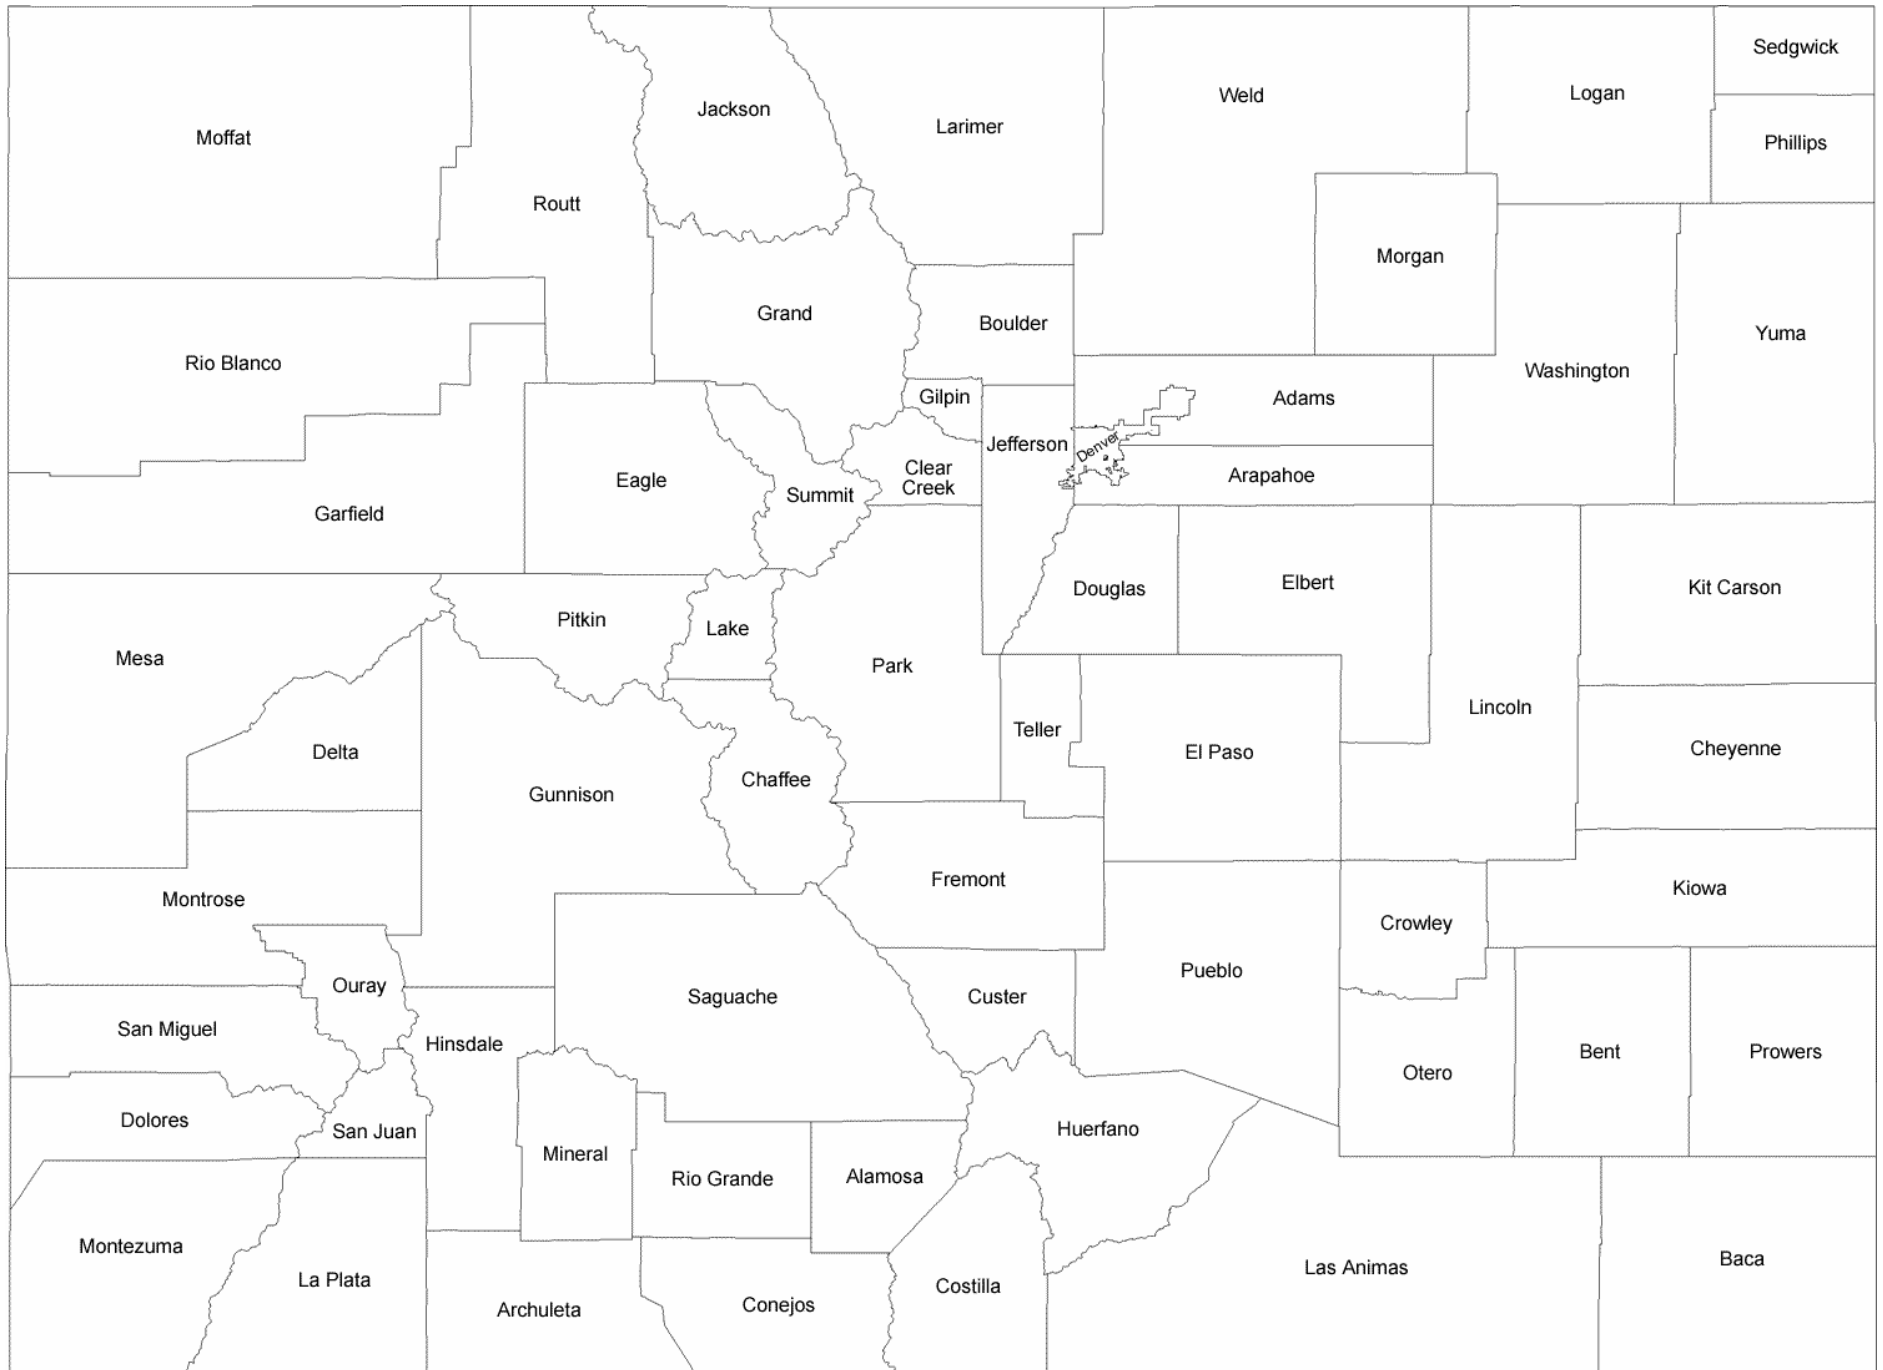 Sedgwick
Logan
Weld
Jackson
Larimer
Moffat
Phillips
Routt
Morgan
Grand
Boulder
Yuma
Rio Blanco
Washington
Gilpin
Adams
Jefferson
Denver
Clear
Creek
Eagle
Summit
Arapahoe
Garfield
Elbert
Kit Carson
Douglas
Pitkin
Lake
Mesa
Park
Lincoln
Teller
Delta
El Paso
Cheyenne
Chaffee
Gunnison
Fremont
Kiowa
Montrose
Crowley
Pueblo
Ouray
Saguache
Custer
San Miguel
Hinsdale
Bent
Prowers
Otero
Dolores
San Juan
Huerfano
Mineral
Rio Grande
Alamosa
Montezuma
Baca
Las Animas
La Plata
Costilla
Conejos
Archuleta